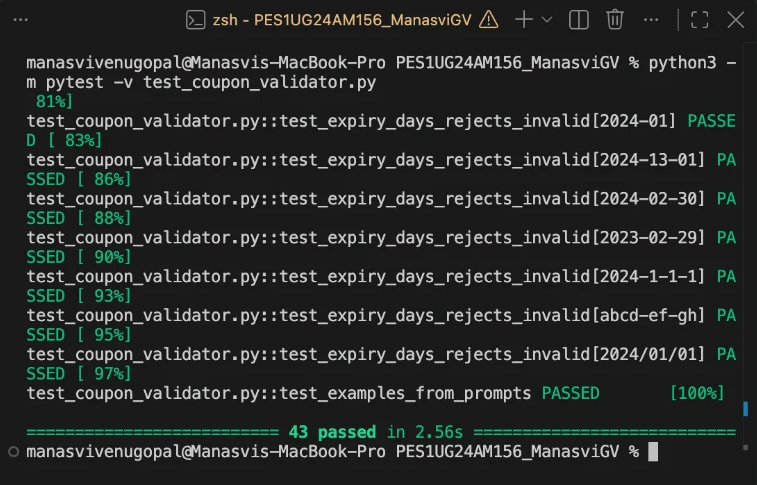 zsh - PES1UG24AM156_ManasviGV
manasvivenugopal@Manasvis-MacBook-Pro PES1UG24AM156_ManasviGV % python3 -
m pytest -v test_coupon_validator.py
81%]
test_coupon_validator.py::test_expiry_days_rejects_invalid[2024-01] PASSE
D [ 83%]
test_coupon_validator.py::test_expiry_days_rejects_invalid[2024-13-01] PA
SSED [ 86%]
test_coupon_validator.py::test_expiry_days_rejects_invalid[2024-02-30] PA
SSED [ 88%]
test_coupon_validator.py::test_expiry_days_rejects_invalid[2023-02-29] PA
SSED [ 90%]
test_coupon_validator.py::test_expiry_days_rejects_invalid[2024-1-1-1] PA
SSED [ 93%]
test_coupon_validator.py::test_expiry_days_rejects_invalid[abcd-ef-gh] PA
SSED [ 95%]
test_coupon_validator.py::test_expiry_days_rejects_invalid[2024/01/01] PA
SSED [ 97%]
test_coupon_validator.py::test_examples_from_prompts PASSED [100%]
========================== 43 passed in 2.56s ===========================
manasvivenugopal@Manasvis-MacBook-Pro PES1UG24AM156_ManasviGV %